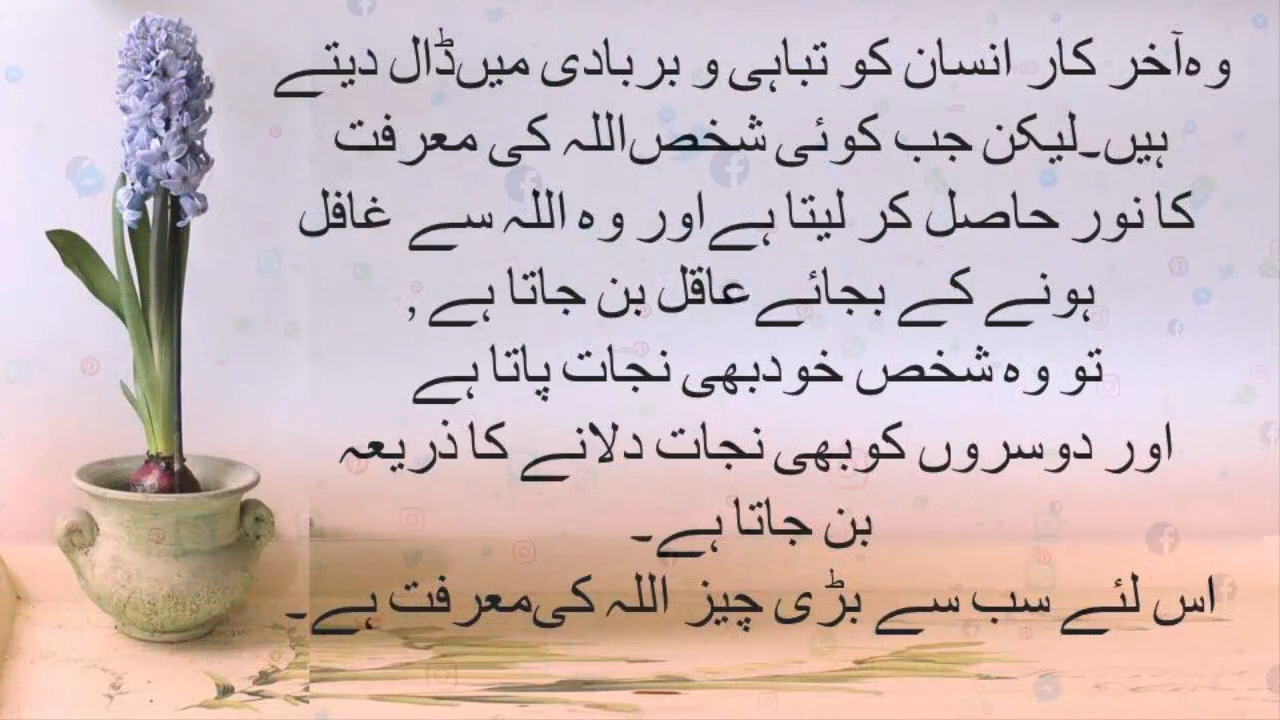 وہ آخر کار انسان کو تباہی و بربادی میں ڈال دیتے
ہیں۔لیکن جب کوئی شخص اللہ کی معرفت
کا نور حاصل کر لیتا ہے اور وہ اللہ سے غافل
ہونے کے بجائے عاقل بن جاتا ہے ,
تو وہ شخص خود بھی نجات پاتا ہے
اور دوسروں کو بھی نجات دلانے کا ذریعہ
بن جاتا ہے۔
اس لئے سب سے بڑی چیز اللہ کی معرفت ہے۔